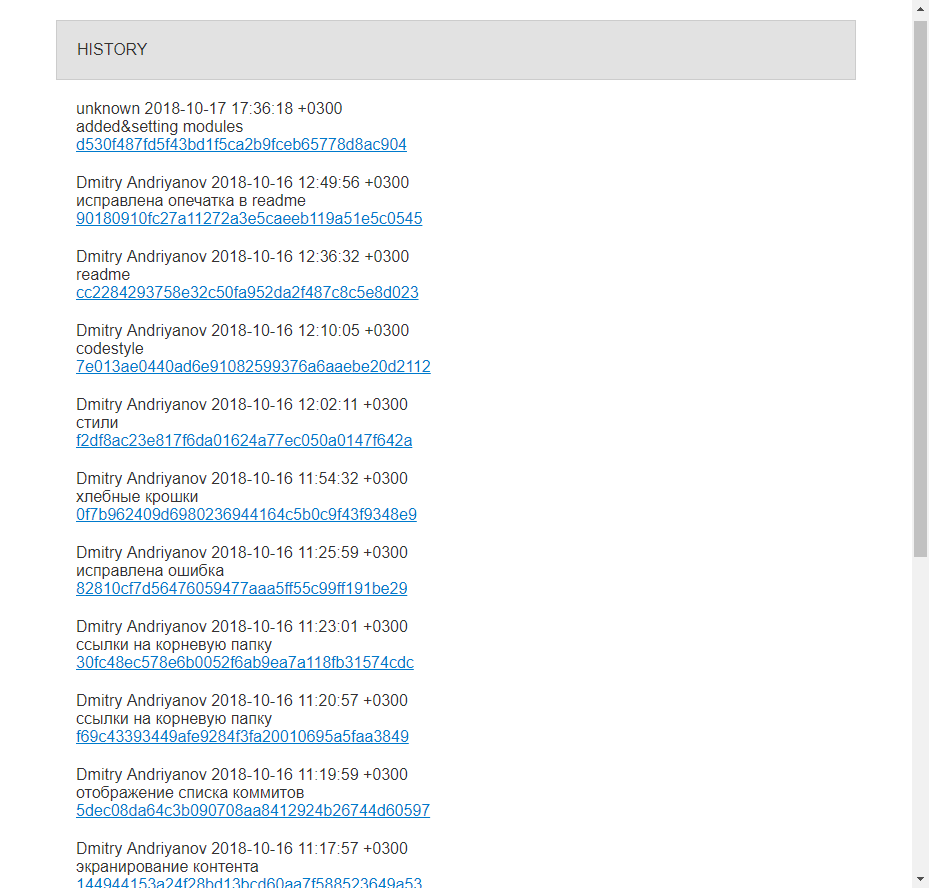 HISTORY
unknown 2018-10-17 17:36:18 +0300
added&setting modules
d530f487fd5f43bd1f5ca2b9fceb65778d8ac904
Dmitry Andriyanov 2018-10-16 12:49:56 +0300
исправлена опечатка в readme
90180910fc27a11272a3e5caeeb119a51e5c0545
Dmitry Andriyanov 2018-10-16 12:36:32 +0300
readme
cc2284293758e32c50fa952da2f487c8c5e8d023
Dmitry Andriyanov 2018-10-16 12:10:05 +0300
codestyle
7e013ae0440ad6e91082599376a6aaebe20d2112
Dmitry Andriyanov 2018-10-16 12:02:11 +0300
стили
f2df8ac23e817f6da01624a77ec050a0147f642a
Dmitry Andriyanov 2018-10-16 11:54:32 +0300
хлебные крошки
0f7b962409d6980236944164c5b0c9f43f9348e9
Dmitry Andriyanov 2018-10-16 11:25:59 +0300
исправлена ошибка
82810cf7d56476059477aaa5ff55c99ff191be29
Dmitry Andriyanov 2018-10-16 11:23:01 +0300
ссылки на корневую папку
30fc48ec578e6b0052f6ab9ea7a118fb31574cdc
Dmitry Andriyanov 2018-10-16 11:20:57 +0300
ссылки на корневую папку
f69c43393449afe9284f3fa20010695a5faa3849
Dmitry Andriyanov 2018-10-16 11:19:59 +0300
отображение списка коммитов
5dec08da64c3b090708aa8412924b26744d60597
Dmitry Andriyanov 2018-10-16 11:17:57 +0300
экранирование контента
144944153a24f28bd13bcd60aa7f588523649a53